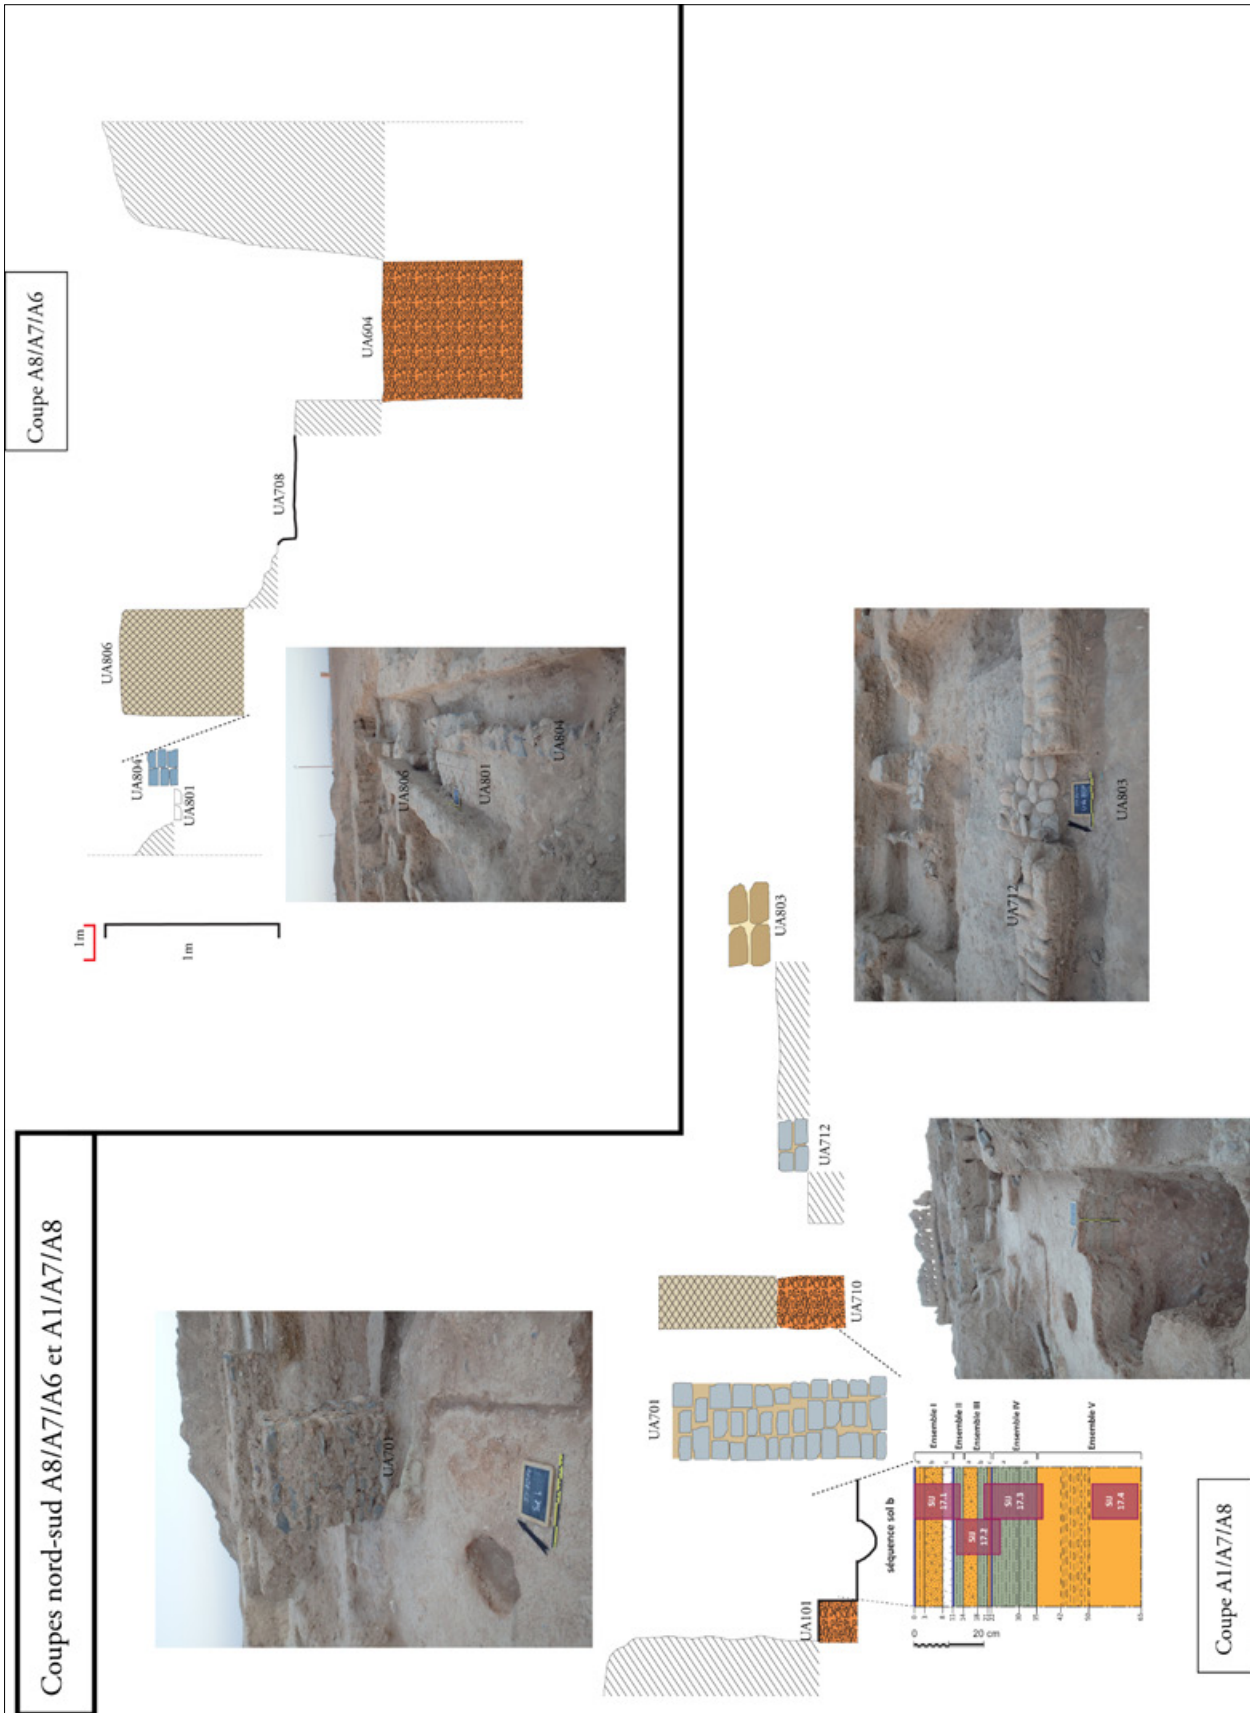 Coupes nord-sud A8/A7/A6 et A1/A7/A8
Coupe A8/A7/A6
1m
1m
UA801
UA804
UA806
UA708
UA604
UA806
UA801
UA804
UA701
UA101
UA701
UA710
UA712
UA803
UA712
UA803
séquence sol b
0
20 cm
SU
17.1
SU
17.2
SU
17.3
SU
17.4
Ensemble I
Ensemble II
Ensemble III
Ensemble IV
Ensemble V
Coupe A1/A7/A8